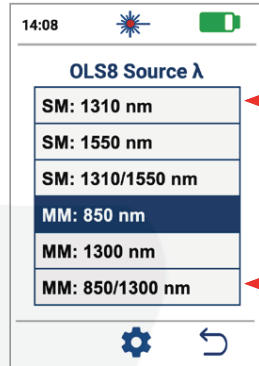 14:08
OLS8 Source λ
SM: 1310 nm
SM: 1550 nm
SM: 1310/1550 nm
MM: 850 nm
MM: 1300 nm
MM: 850/1300 nm